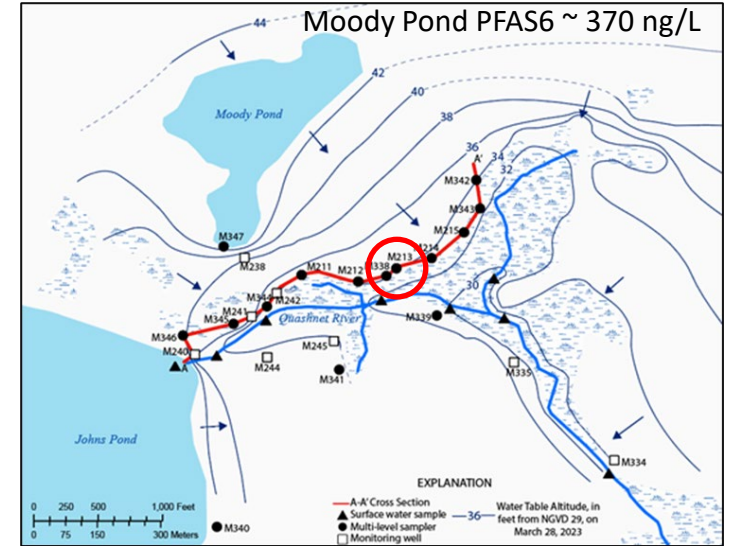 Moody Pond PFAS6 ~ 370 ng/L
44
42
40
38
36
34
32
30
Moody Pond
A'
M342
M343
M215
M214
M213
M338
M212
M211
M347
M238
M344
M242
M241
M345
M346
M240
A
Quashnet River
M339
M245
M244
M341
M335
M334
Johns Pond
M340
EXPLANATION
A-A' Cross Section
Surface water sample
Multi-level sampler
Monitoring well
36
Water Table Altitude, in
feet from NGVD 29, on
March 28, 2023
0 250 500 1,000 Feet
0 75 150 300 Meters